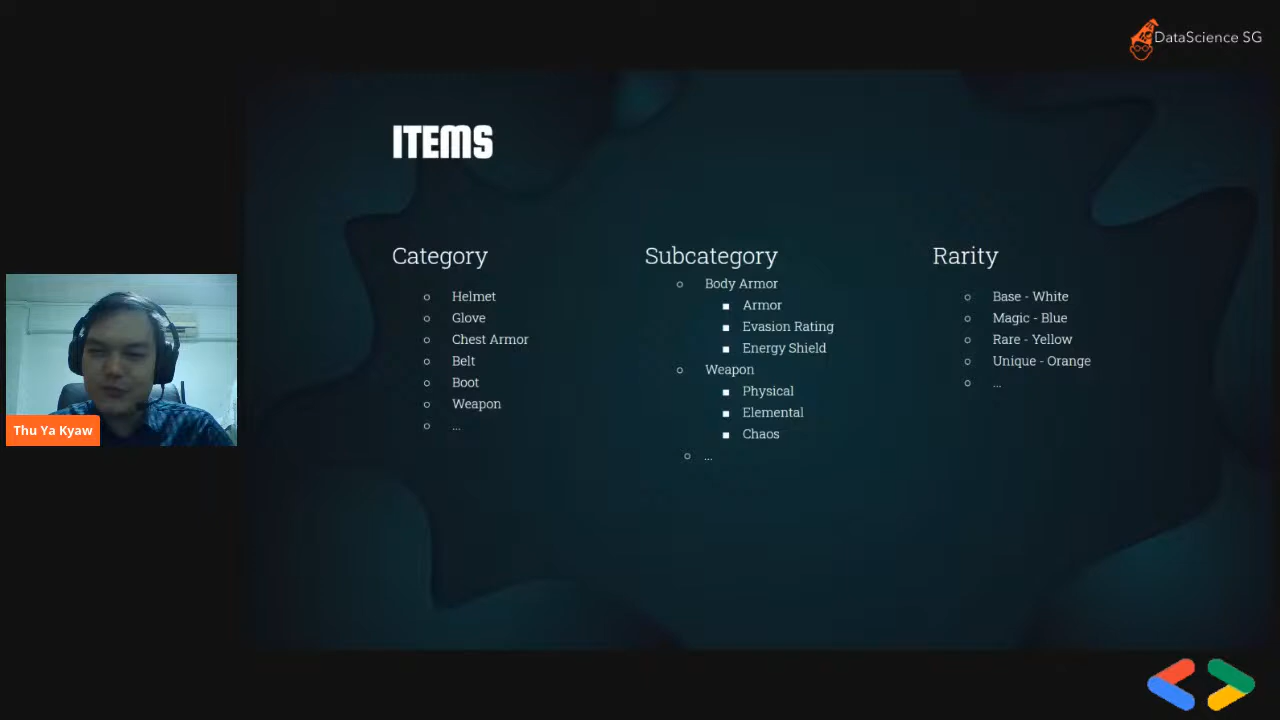 DataScience SG
ITEMS
Category
Helmet
Glove
Chest Armor
Belt
Boot
Weapon
...
Subcategory
Body Armor
Armor
Evasion Rating
Energy Shield
Weapon
Physical
Elemental
Chaos
...
Rarity
Base - White
Magic - Blue
Rare - Yellow
Unique - Orange
...
Thu Ya Kyaw